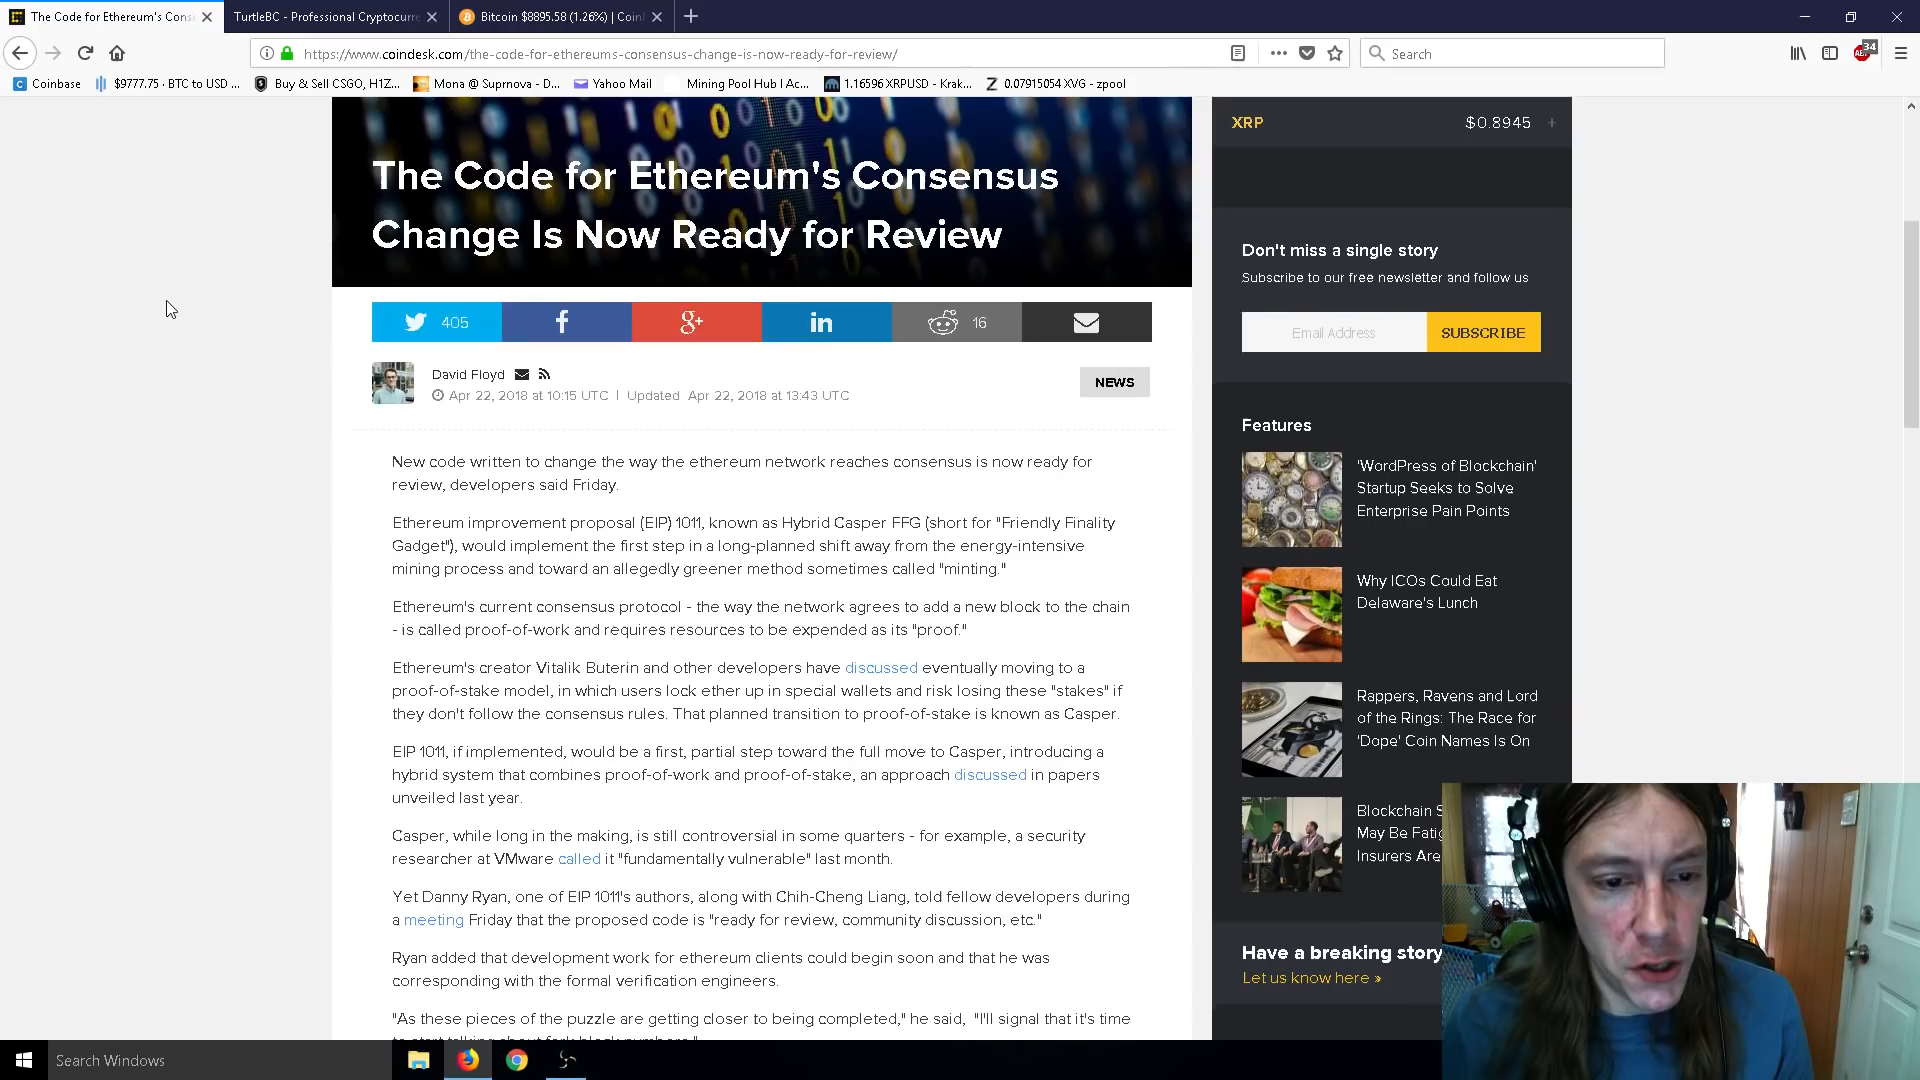 The Code for Ethereum's Cons
TurtleBC - Professional Cryptocurre
Bitcoin $8895.58 (1.26%) | Coin
https://www.coindesk.com/the-code-for-ethereums-consensus-change-is-now-ready-for-review/
Search
34
Coinbase
$9777.75 · BTC to USD ...
Buy & Sell CSGO, H1Z...
Mona @ Suprnova - D...
Yahoo Mail
Mining Pool Hub | Ac...
1.16596 XRPUSD - Krak...
0.07915054 XVG - zpool
The Code for Ethereum's Consensus
Change Is Now Ready for Review
405
16
David Floyd
Apr 22, 2018 at 10:15 UTC | Updated Apr 22, 2018 at 13:43 UTC
NEWS
New code written to change the way the ethereum network reaches consensus is now ready for
review, developers said Friday.
Ethereum improvement proposal (EIP) 1011, known as Hybrid Casper FFG (short for "Friendly Finality
Gadget"), would implement the first step in a long-planned shift away from the energy-intensive
mining process and toward an allegedly greener method sometimes called "minting."
Ethereum's current consensus protocol - the way the network agrees to add a new block to the chain
- is called proof-of-work and requires resources to be expended as its "proof."
Ethereum's creator Vitalik Buterin and other developers have discussed eventually moving to a
proof-of-stake model, in which users lock ether up in special wallets and risk losing these "stakes" if
they don't follow the consensus rules. That planned transition to proof-of-stake is known as Casper.
EIP 1011, if implemented, would be a first, partial step toward the full move to Casper, introducing a
hybrid system that combines proof-of-work and proof-of-stake, an approach discussed in papers
unveiled last year.
Casper, while long in the making, is still controversial in some quarters - for example, a security
researcher at VMware called it "fundamentally vulnerable" last month.
Yet Danny Ryan, one of EIP 1011's authors, along with Chih-Cheng Liang, told fellow developers during
a meeting Friday that the proposed code is "ready for review, community discussion, etc."
Ryan added that development work for ethereum clients could begin soon and that he was
corresponding with the formal verification engineers.
"As these pieces of the puzzle are getting closer to being completed," he said, "I'll signal that it's time
to start talking about fork block numbers."
XRP
$0.8945 +
Don't miss a single story
Subscribe to our free newsletter and follow us
Email Address
SUBSCRIBE
Features
'WordPress of Blockchain'
Startup Seeks to Solve
Enterprise Pain Points
Why ICOs Could Eat
Delaware's Lunch
Rappers, Ravens and Lord
of the Rings: The Race for
'Dope' Coin Names Is On
Blockchain S
May Be Fatig
Insurers Are
Have a breaking story
Let us know here »
Search Windows